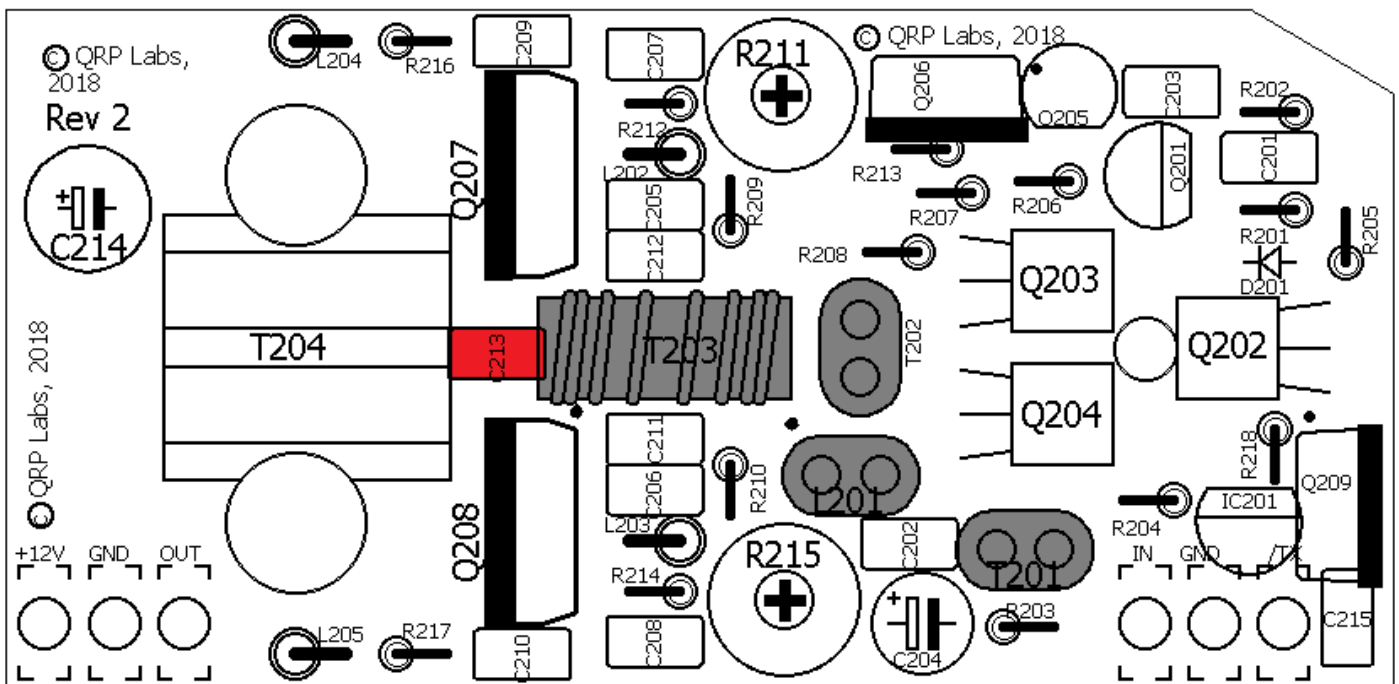 © QRP Labs,
2018
Rev 2
C214
L204
R216
C209
C207
R211
© QRP Labs, 2018
Q206
Q205
C203
R202
R212
L202
Q207
C205
R209
C212
R213
R207
R206
Q201
C201
R201
D201
R205
R208
Q203
T204
C213
T203
T202
Q202
© QRP Labs, 2018
Q204
C211
C206
R210
L201
R218
Q209
IC201
R204
Q208
L203
R214
R215
C202
T201
C204
R203
+12V GND OUT
IN GND /TX
L205
R217
C210
C208
C215